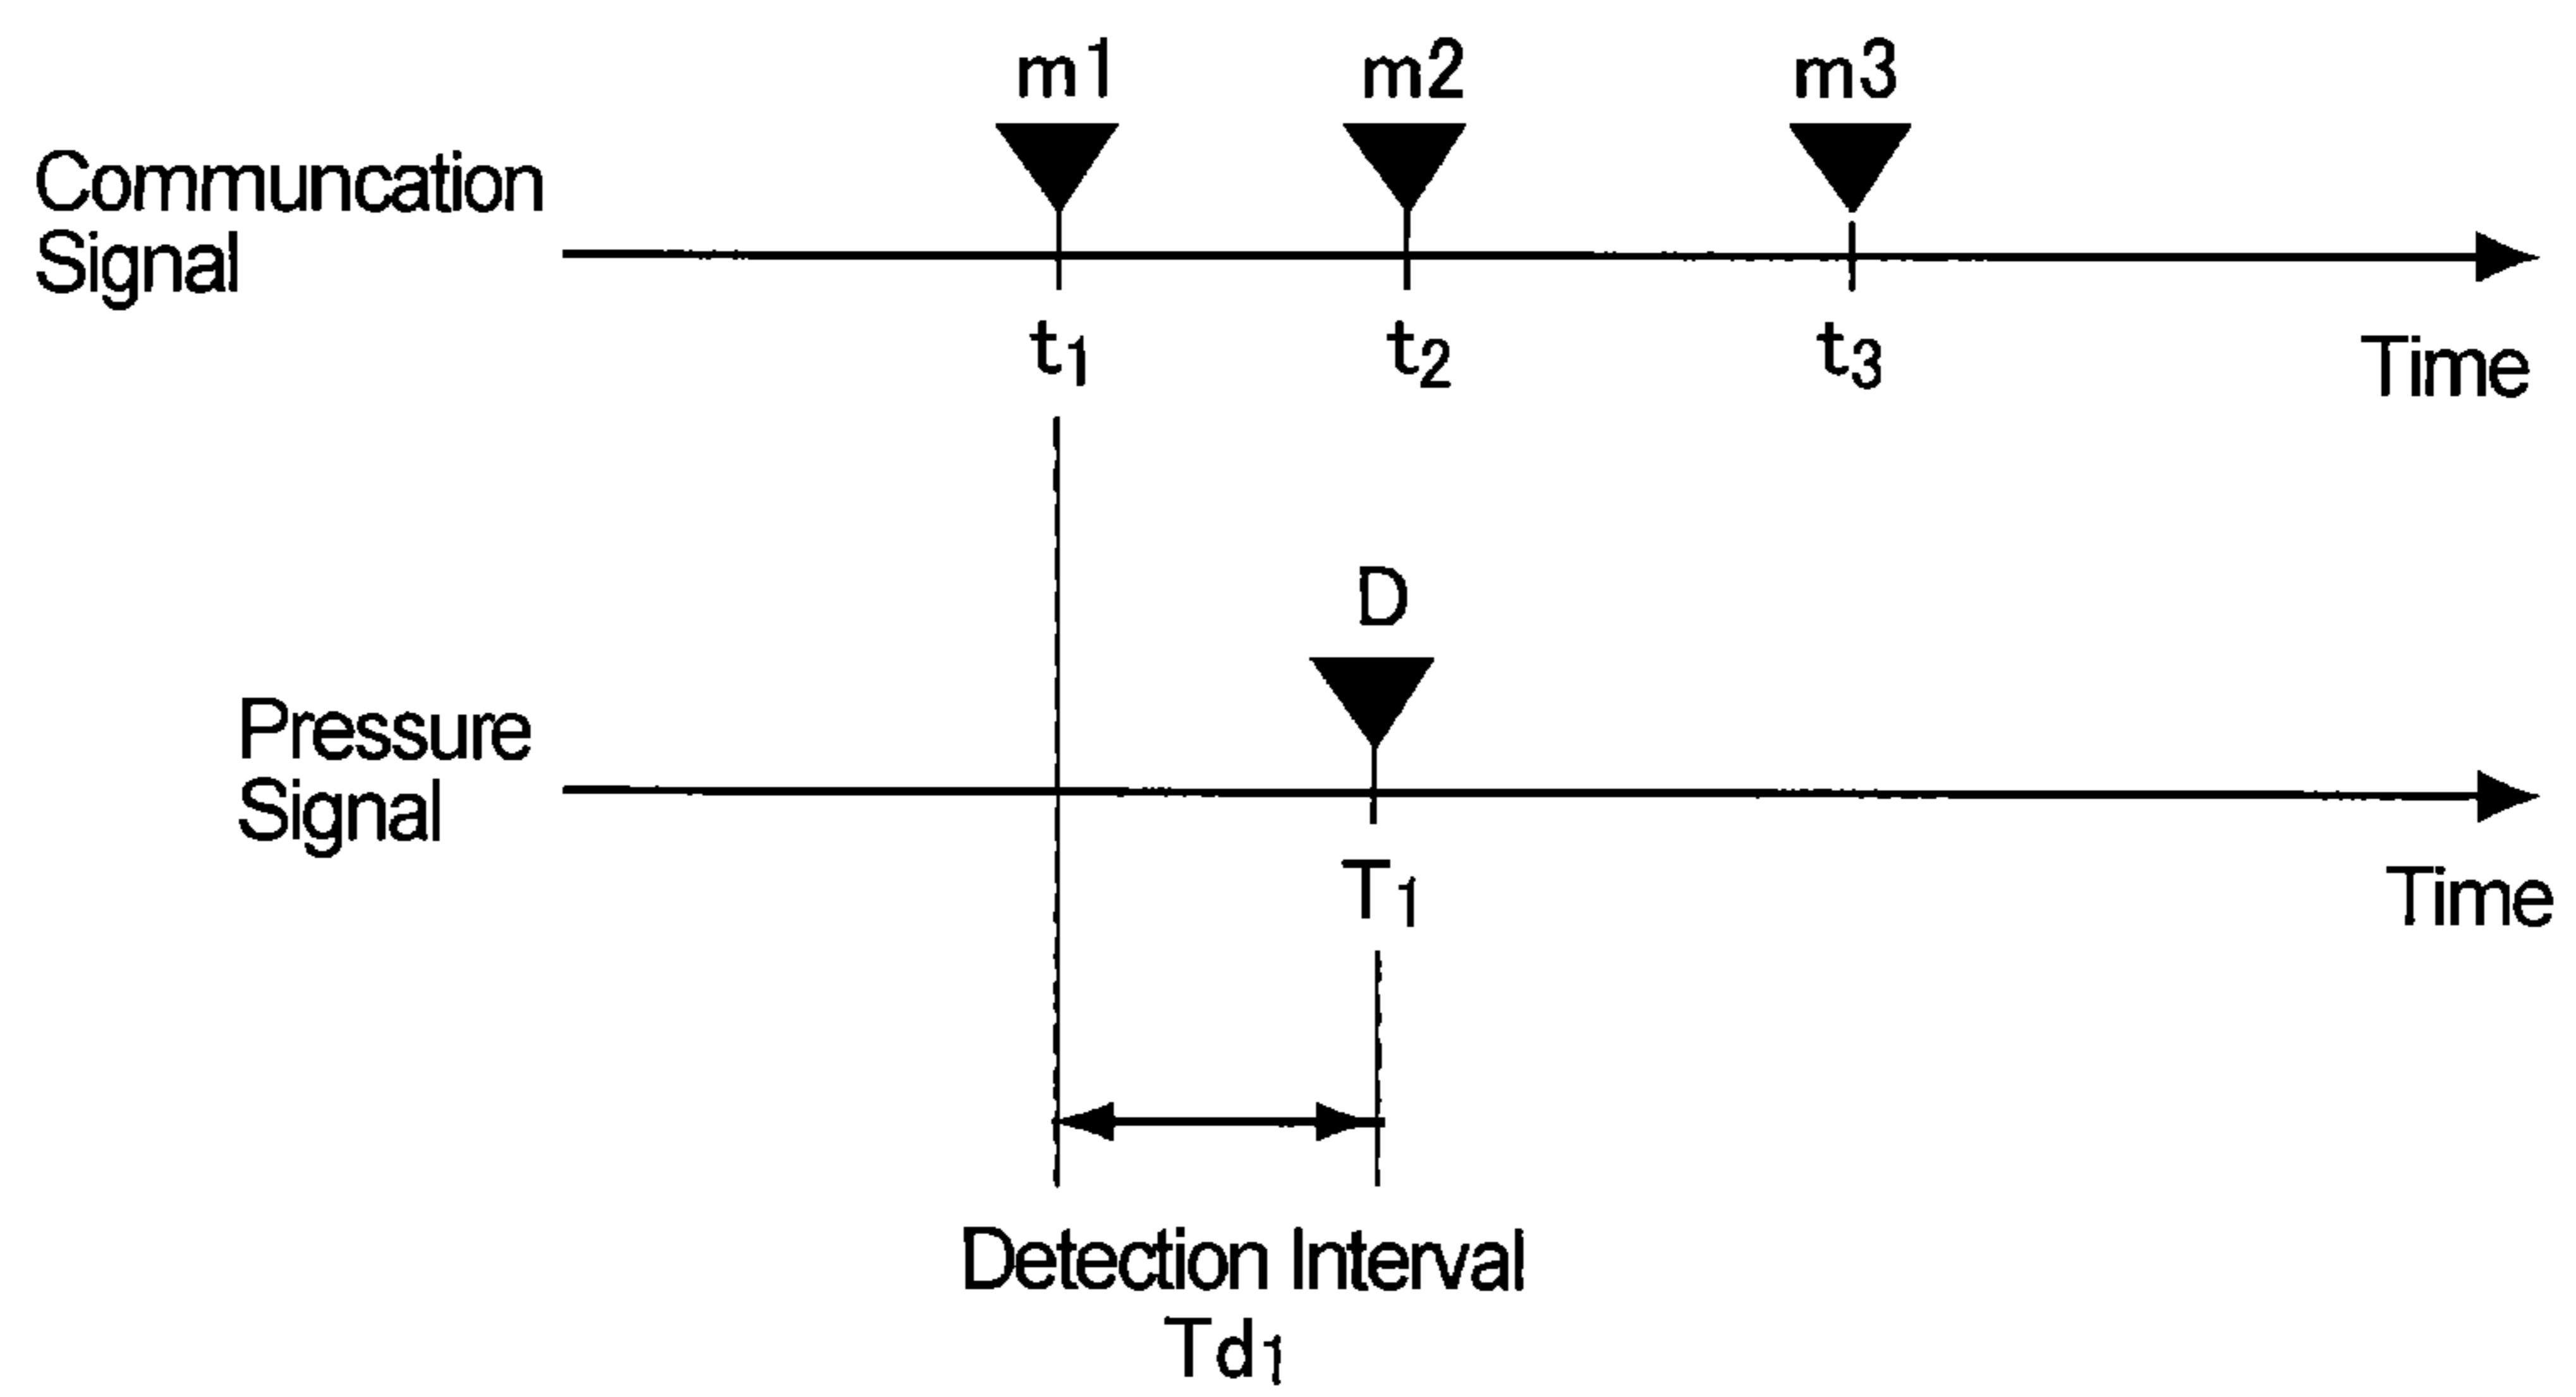 m1 m2 m3
Communcation
Signal
t1 t2 t3
Time
D
Pressure
Signal
T1
Time
Detection Interval
Td1